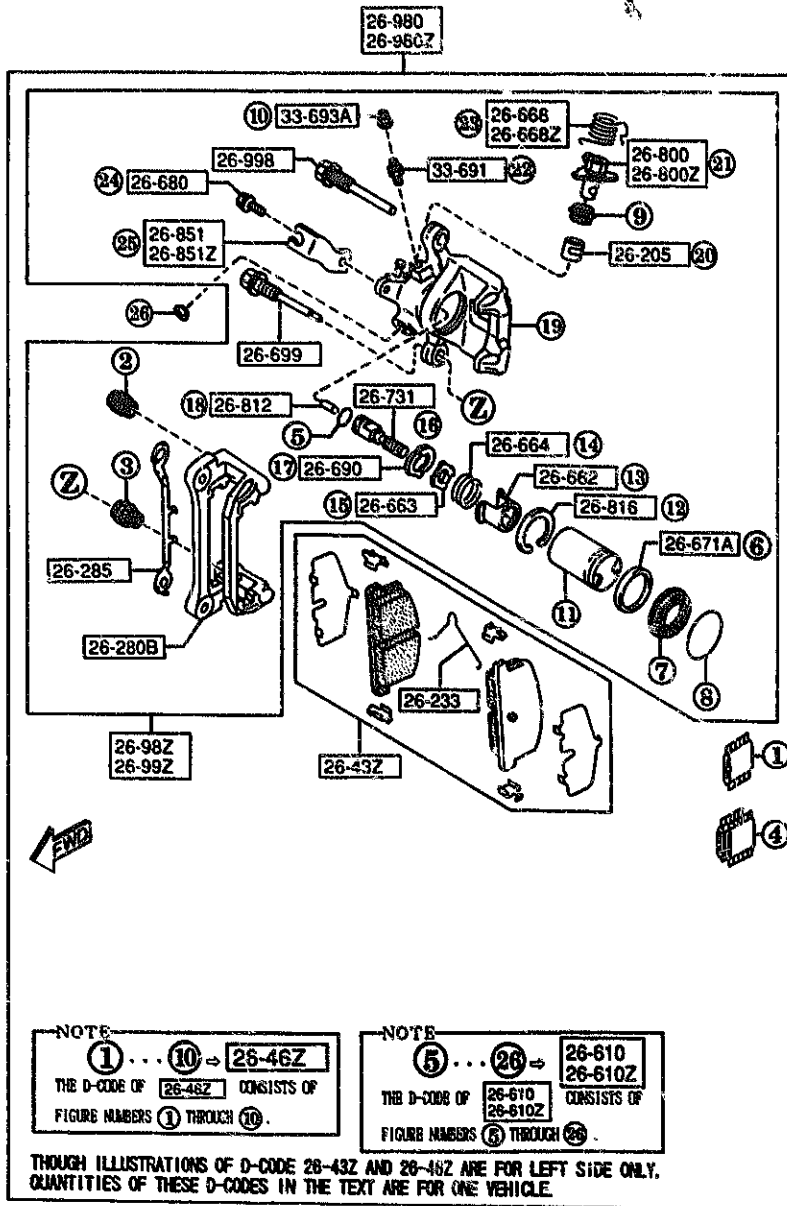 26-980
26-980Z
10 33-693A
23 26-668
26-668Z
26-998
33-691 22
26-800 21
26-800Z
24 26-680
9
25 26-851
26-851Z
26-205 20
26
19
26-699
2
26-731
Z
18 26-812
16
5
26-664 14
Z
3
17 26-690
26-662 13
15 26-663
26-816 12
26-671A 6
26-285
11
26-280B
7
8
26-233
26-98Z
26-99Z
26-43Z
1
FWD
4
NOTE
1 ... 10 ⇒ 26-46Z
THE D-CODE OF 26-46Z CONSISTS OF
FIGURE NUMBERS 1 THROUGH 10.
NOTE
5 ... 26 ⇒ 26-610
26-610Z
THE D-CODE OF 26-610 CONSISTS OF
26-610Z
FIGURE NUMBERS 5 THROUGH 26.
THOUGH ILLUSTRATIONS OF D-CODE 26-43Z AND 26-46Z ARE FOR LEFT SIDE ONLY,
QUANTITIES OF THESE D-CODES IN THE TEXT ARE FOR ONE VEHICLE.